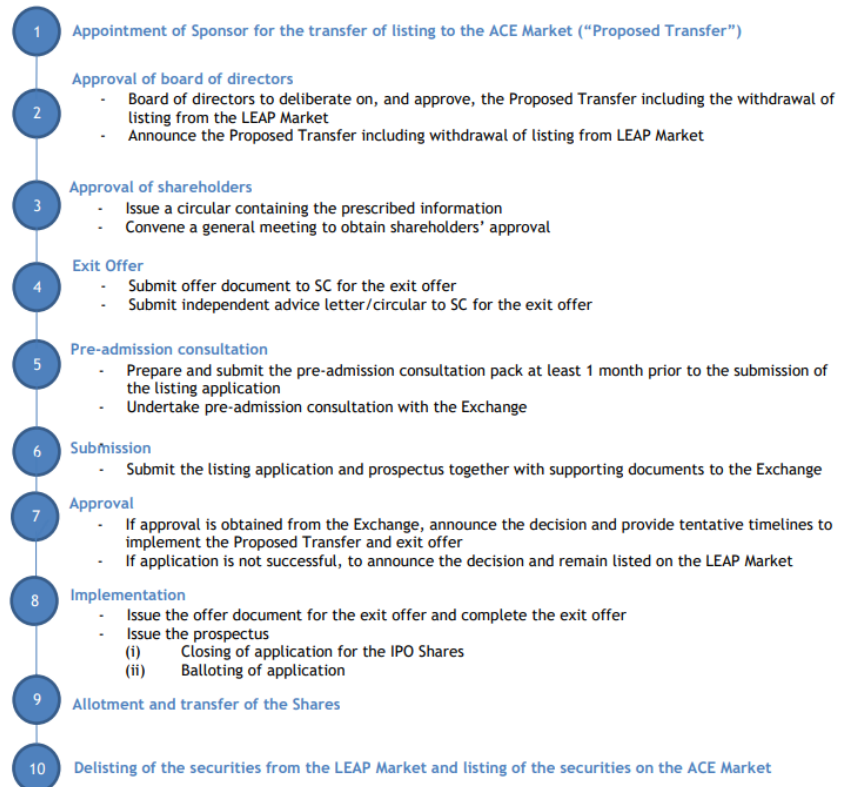 1 Appointment of Sponsor for the transfer of listing to the ACE Market (“Proposed Transfer”)
Approval of board of directors
2
- Board of directors to deliberate on, and approve, the Proposed Transfer including the withdrawal of
listing from the LEAP Market
- Announce the Proposed Transfer including withdrawal of listing from LEAP Market
Approval of shareholders
3
- Issue a circular containing the prescribed information
- Convene a general meeting to obtain shareholders’ approval
Exit Offer
4
- Submit offer document to SC for the exit offer
- Submit independent advice letter/circular to SC for the exit offer
Pre-admission consultation
5
- Prepare and submit the pre-admission consultation pack at least 1 month prior to the submission of
the listing application
- Undertake pre-admission consultation with the Exchange
6 Submission
- Submit the listing application and prospectus together with supporting documents to the Exchange
Approval
7
- If approval is obtained from the Exchange, announce the decision and provide tentative timelines to
implement the Proposed Transfer and exit offer
- If application is not successful, to announce the decision and remain listed on the LEAP Market
8 Implementation
- Issue the offer document for the exit offer and complete the exit offer
- Issue the prospectus
(i) Closing of application for the IPO Shares
(ii) Balloting of application
9 Allotment and transfer of the Shares
10 Delisting of the securities from the LEAP Market and listing of the securities on the ACE Market